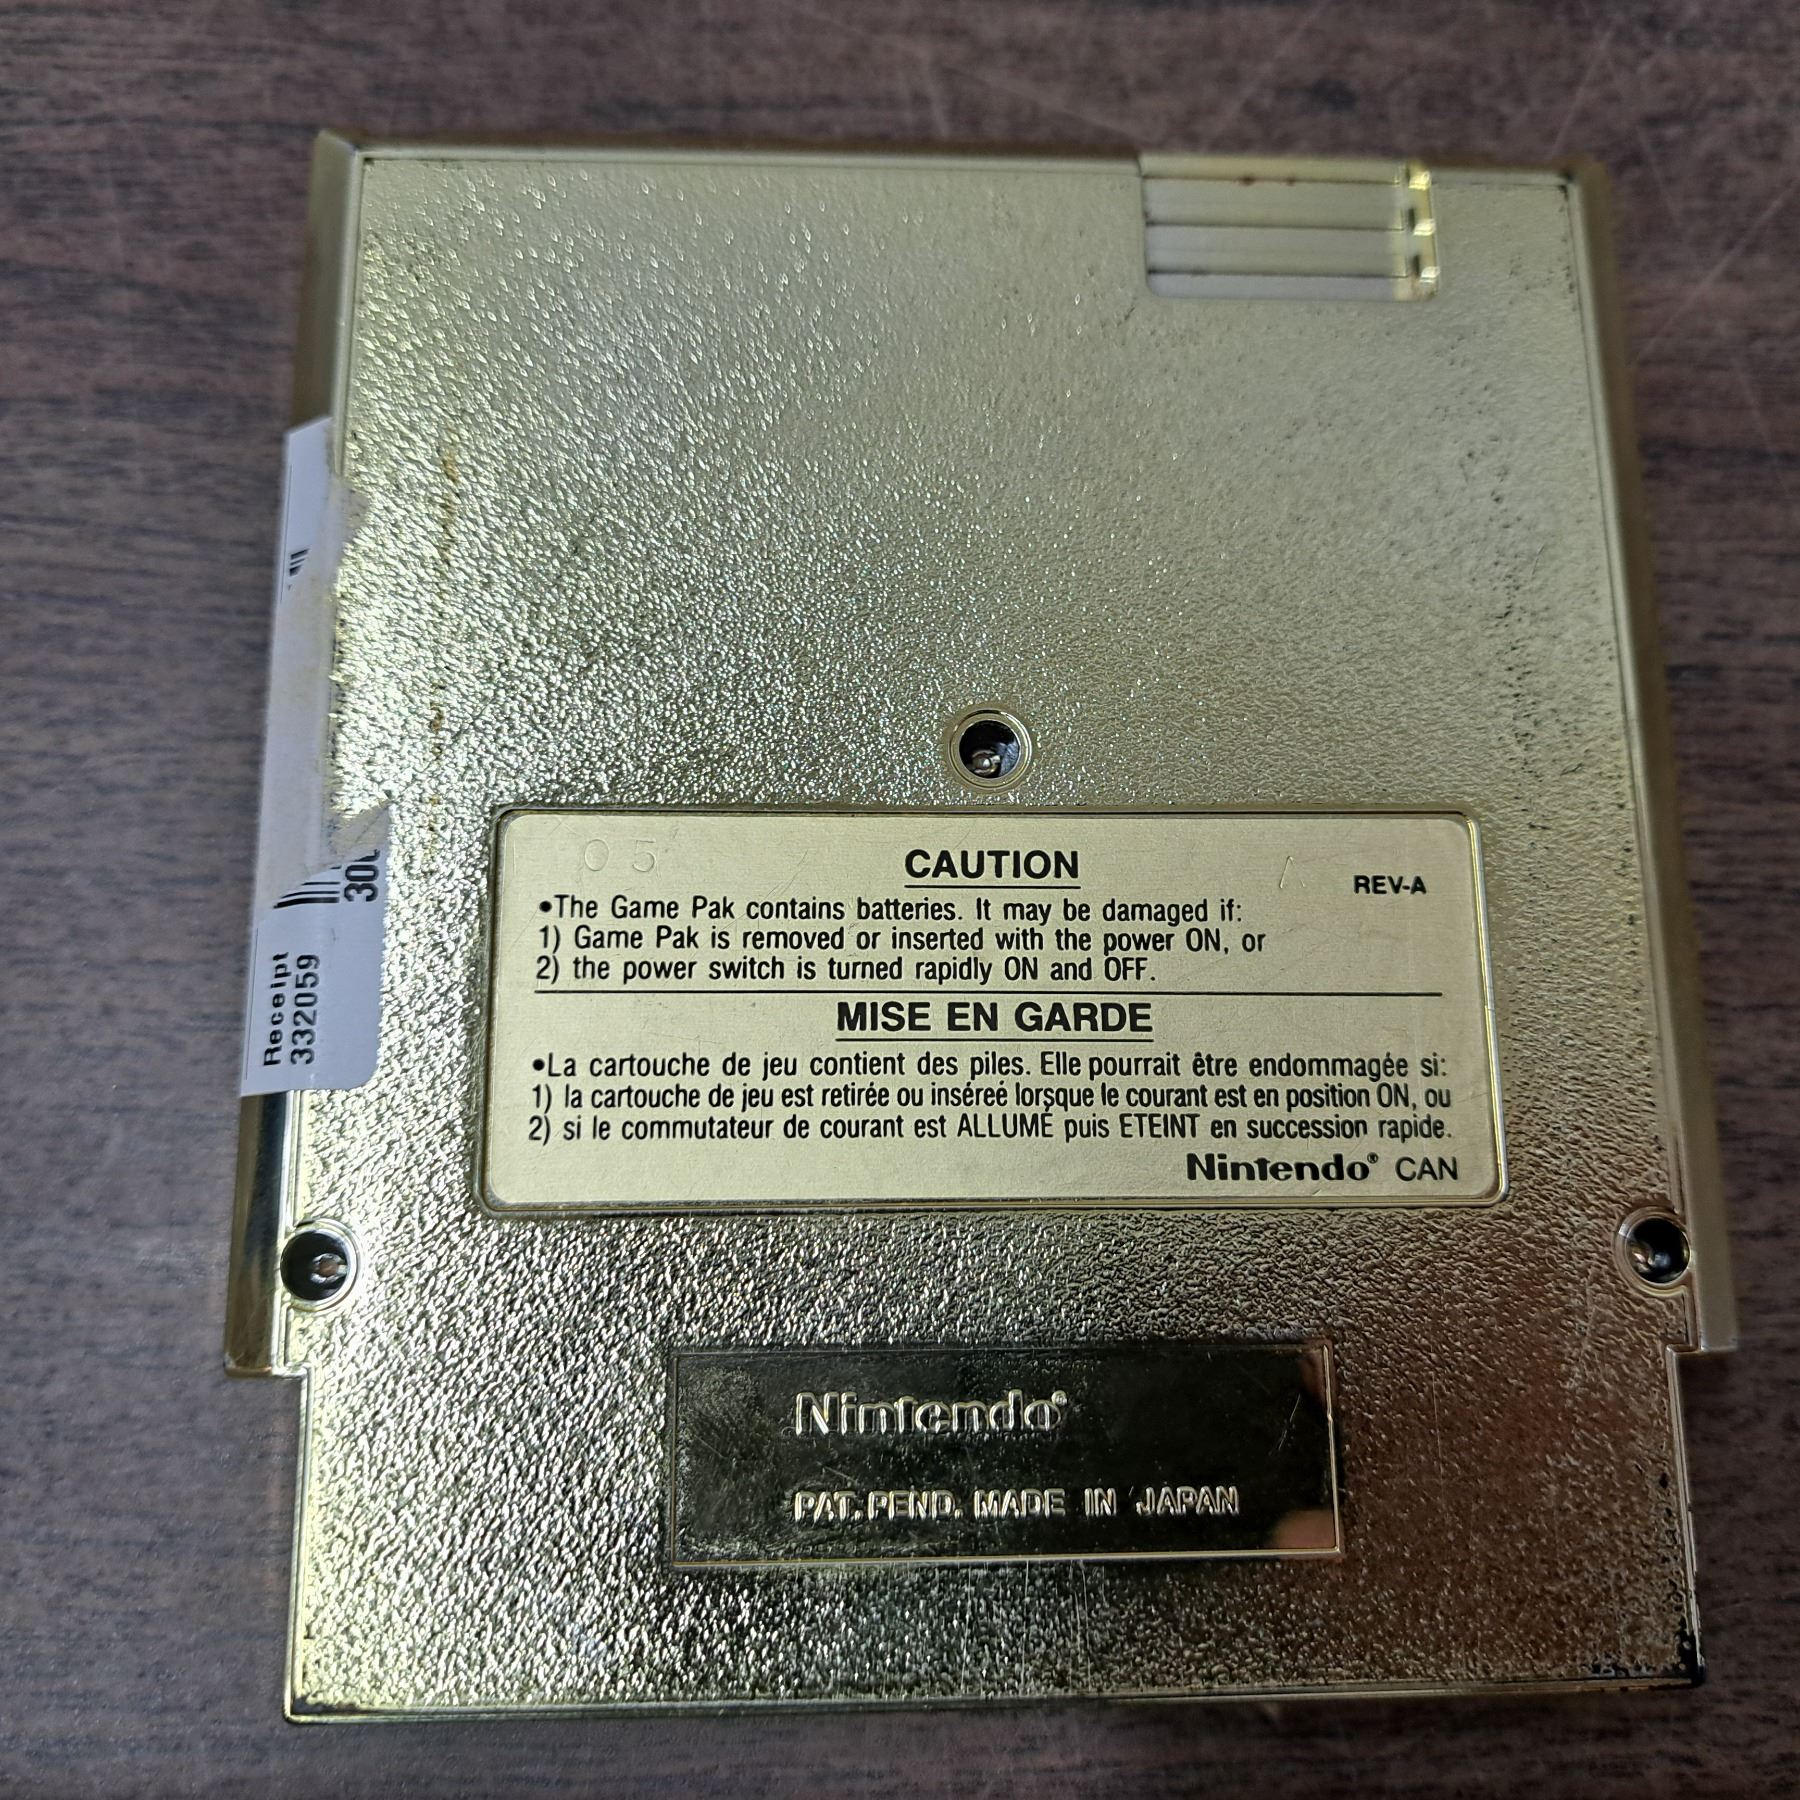 05
CAUTION
REV-A
•The Game Pak contains batteries. It may be damaged if:
1) Game Pak is removed or inserted with the power ON, or
2) the power switch is turned rapidly ON and OFF.
MISE EN GARDE
•La cartouche de jeu contient des piles. Elle pourrait être endommagée si:
1) la cartouche de jeu est retirée ou inséreé lorsque le courant est en position ON, ou
2) si le commutateur de courant est ALLUMÉ puis ETEINT en succession rapide.
Nintendo® CAN
Nintendo®
PAT. PEND. MADE IN JAPAN
Receipt
332059